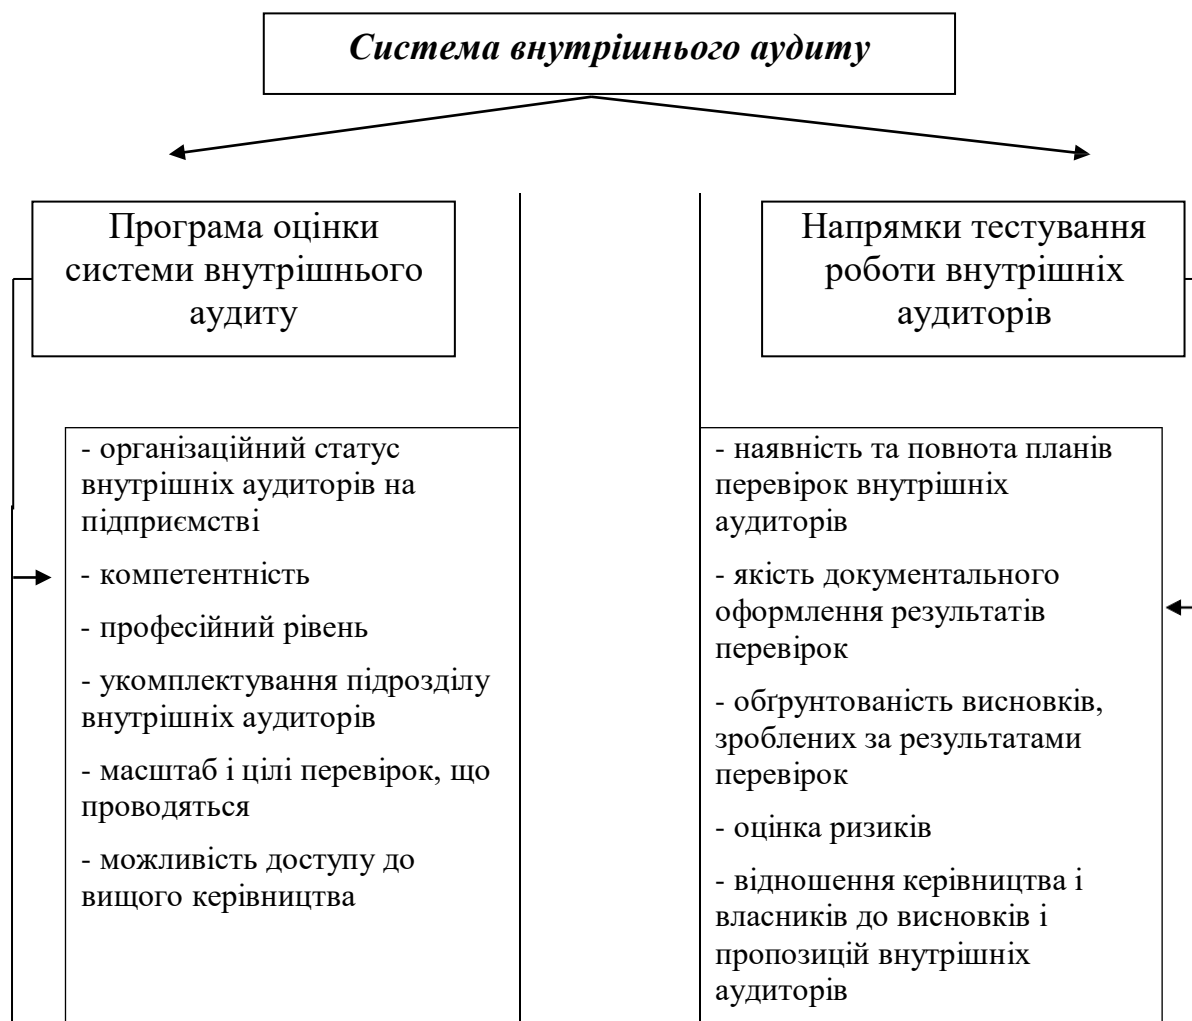 Система внутрішнього аудиту
Програма оцінки
системи внутрішнього
аудиту
Напрямки тестування
роботи внутрішніх
аудиторів
- організаційний статус
внутрішніх аудиторів на
підприємстві
- компетентність
- професійний рівень
- укомплектування підрозділу
внутрішніх аудиторів
- масштаб і цілі перевірок, що
проводяться
- можливість доступу до
вищого керівництва
- наявність та повнота планів
перевірок внутрішніх
аудиторів
- якість документального
оформлення результатів
перевірок
- обґрунтованість висновків,
зроблених за результатами
перевірок
- оцінка ризиків
- відношення керівництва і
власників до висновків і
пропозицій внутрішніх
аудиторів